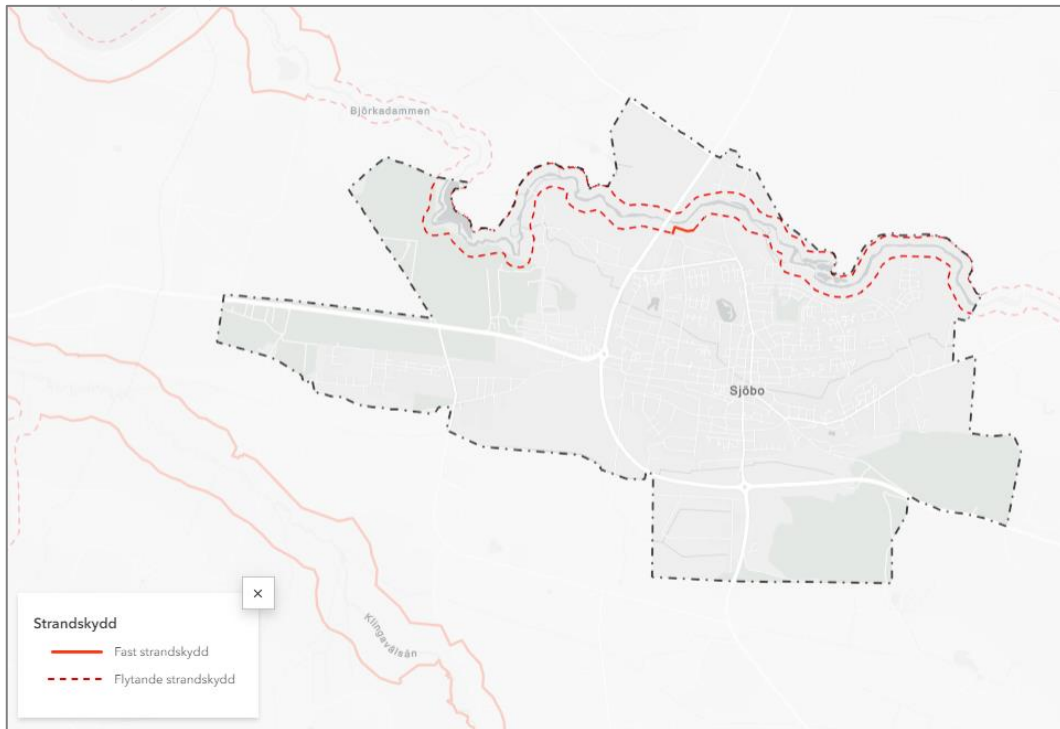 Björkadammen
Sjöbo
Klingavälsån
×
Strandskydd
Fast strandskydd
Flytande strandskydd